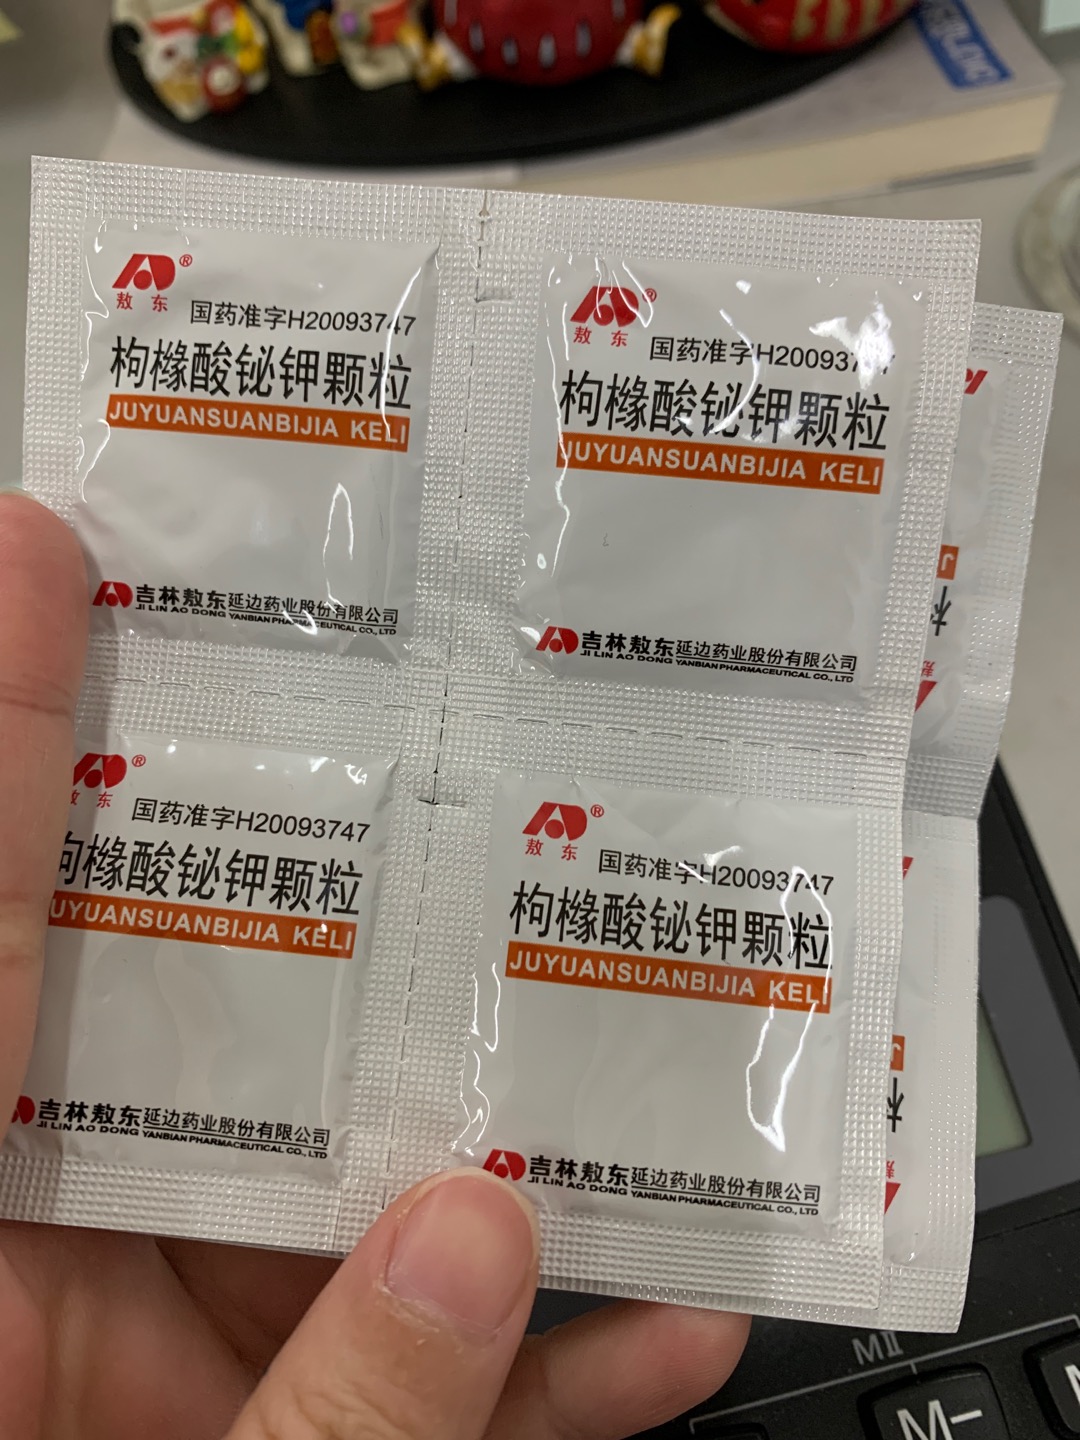 ®
敖东
国药准字H20093747
枸橼酸铋钾颗粒
JUYUANSUANBIJIA KELI
吉林敖东延边药业股份有限公司
JI LIN AO DONG YANBIAN PHARMACEUTICAL CO., LTD
®
敖东
国药准字H20093747
枸橼酸铋钾颗粒
JUYUANSUANBIJIA KELI
吉林敖东延边药业股份有限公司
JI LIN AO DONG YANBIAN PHARMACEUTICAL CO., LTD
®
东
国药准字H20093747
枸橼酸铋钾颗粒
UYUANSUANBIJIA KELI
吉林敖东延边药业股份有限公司
JI LIN AO DONG YANBIAN PHARMACEUTICAL CO., LTD
®
敖东
国药准字H20093747
枸橼酸铋钾颗粒
JUYUANSUANBIJIA KELI
吉林敖东延边药业股份有限公司
JI LIN AO DONG YANBIAN PHARMACEUTICAL CO., LTD
MII
M-